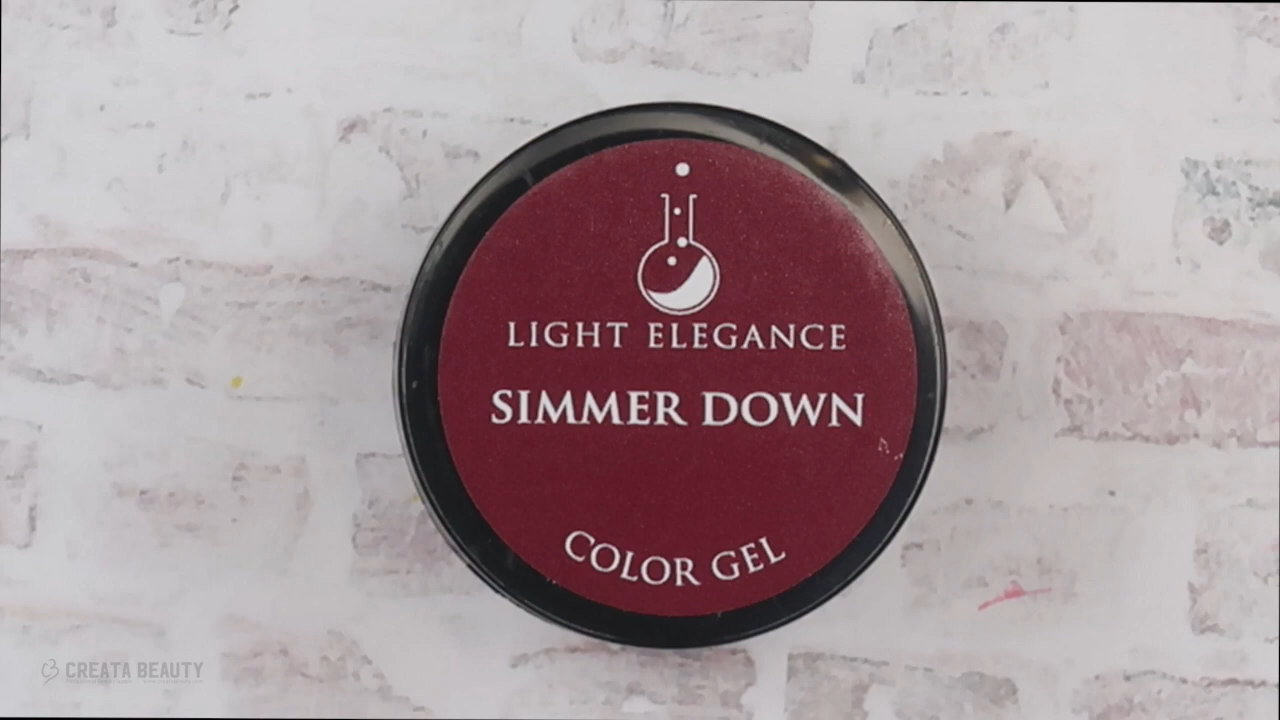 LIGHT ELEGANCE
SIMMER DOWN
COLOR GEL
CREATA BEAUTY